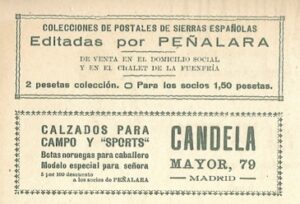 COLECCIONES DE POSTALES DE SIERRAS ESPAÑOLAS
Editadas por PEÑALARA
DE VENTA EN EL DOMICILIO SOCIAL
Y EN EL CHALET DE LA FUENFRÍA
2 pesetas colección. Para los socios 1,50 pesetas.
CALZADOS PARA
CAMPO Y "SPORTS"
Botas noruegas para caballero
Modelo especial para señora
5 por 100 descuento
a los socios de PEÑALARA
CANDELA
MAYOR, 79
MADRID